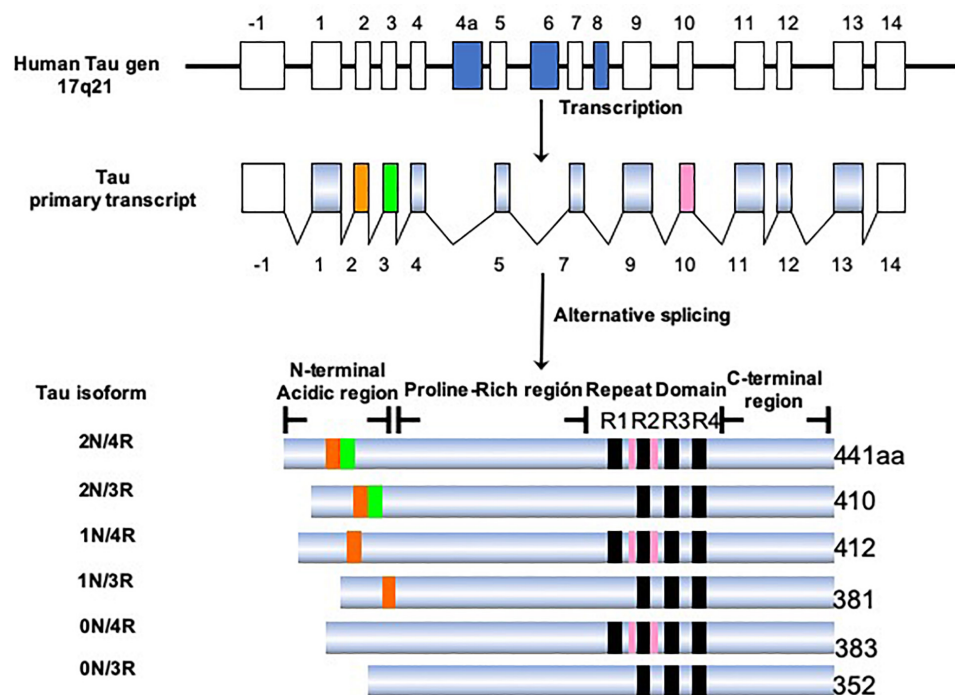 -1 1 2 3 4 4a 5 6 7 8 9 10 11 12 13 14
Human Tau gen
17q21
Transcription
Tau
primary transcript
-1 1 2 3 4 5 7 9 10 11 12 13 14
Alternative splicing
Tau isoform
N-terminal
Acidic region
Proline-Rich región
Repeat Domain
C-terminal
region
R1 R2 R3 R4
2N/4R 441aa
2N/3R 410
1N/4R 412
1N/3R 381
0N/4R 383
0N/3R 352